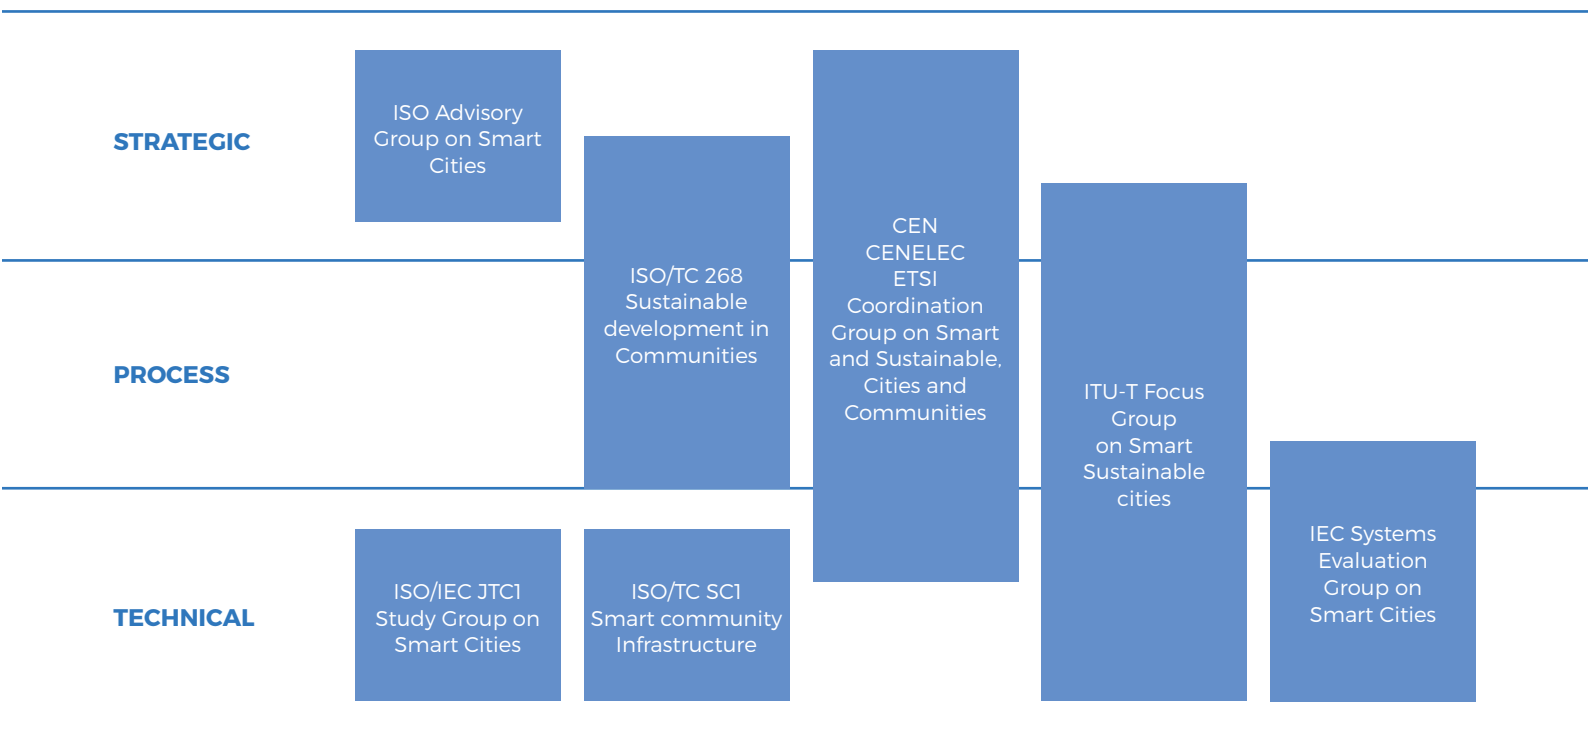 STRATEGIC
ISO Advisory
Group on Smart
Cities
ISO/TC 268
Sustainable
development in
Communities
CEN
CENELEC
ETSI
Coordination
Group on Smart
and Sustainable,
Cities and
Communities
PROCESS
ITU-T Focus
Group
on Smart
Sustainable
cities
TECHNICAL
ISO/IEC JTC1
Study Group on
Smart Cities
ISO/TC SC1
Smart community
Infrastructure
IEC Systems
Evaluation
Group on
Smart Cities